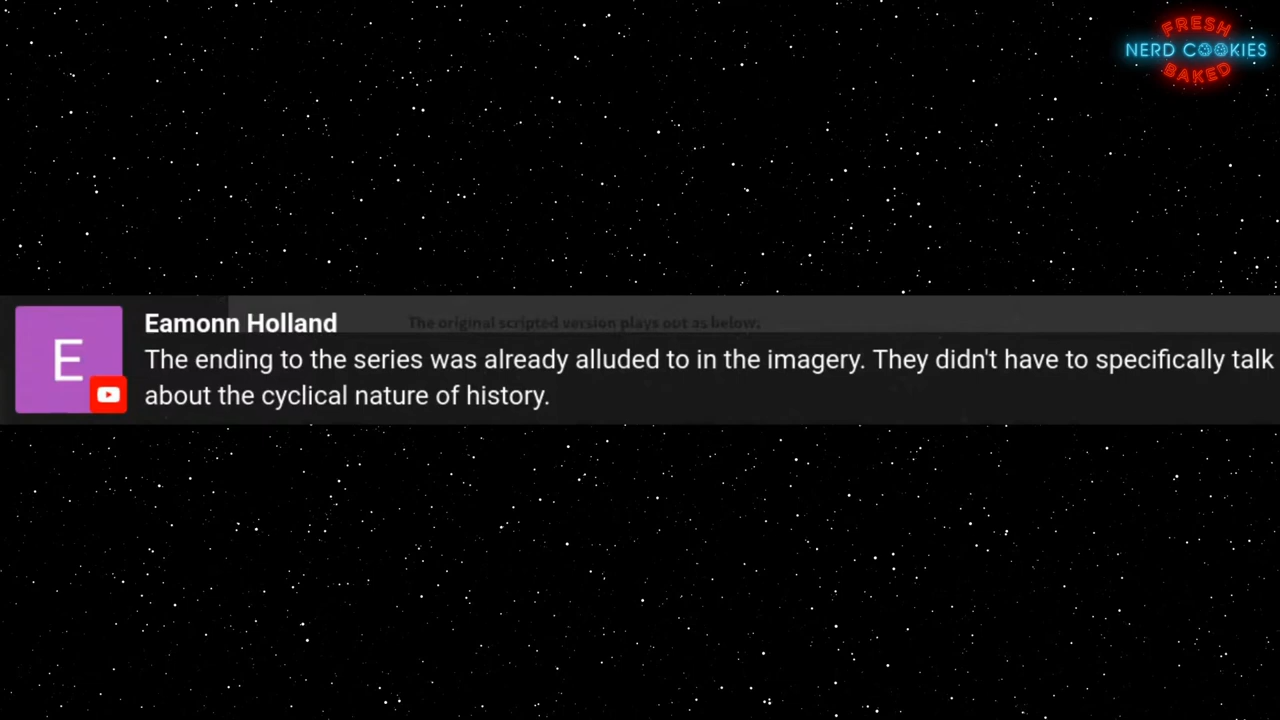 FRESH
NERD COOKIES
BAKED
The original scripted version plays out as below.
Eamonn Holland
E
The ending to the series was already alluded to in the imagery. They didn't have to specifically talk
about the cyclical nature of history.